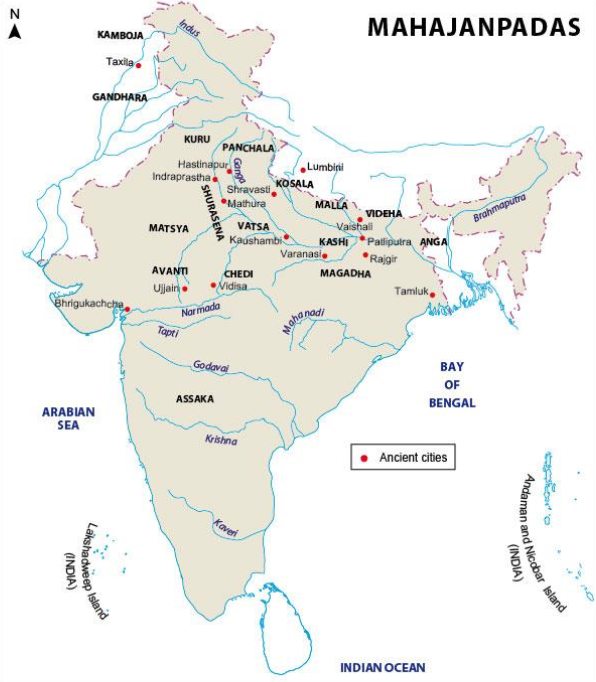 N
MAHAJANPADAS
KAMBOJA
Indus
Taxila
GANDHARA
KURU
PANCHALA
Hastinapur
Ganga
Lumbini
Indraprastha
Shravasti
KOSALA
SHURASENA
Mathura
MALLA
VIDEHA
Brahmaputra
MATSYA
VATSA
Vaishali
Kaushambi
KASHI
Patliputra
ANGA
Varanasi
Rajgir
AVANTI
CHEDI
MAGADHA
Ujjain
Vidisa
Tamluk
Bhrigukachcha
Narmada
Mahanadi
Tapti
Godavai
BAY
OF
BENGAL
ASSAKA
ARABIAN
SEA
Krishna
Ancient cities
Kaveri
Lakshadweep Island
(INDIA)
Andaman and Nicobar Island
(INDIA)
INDIAN OCEAN